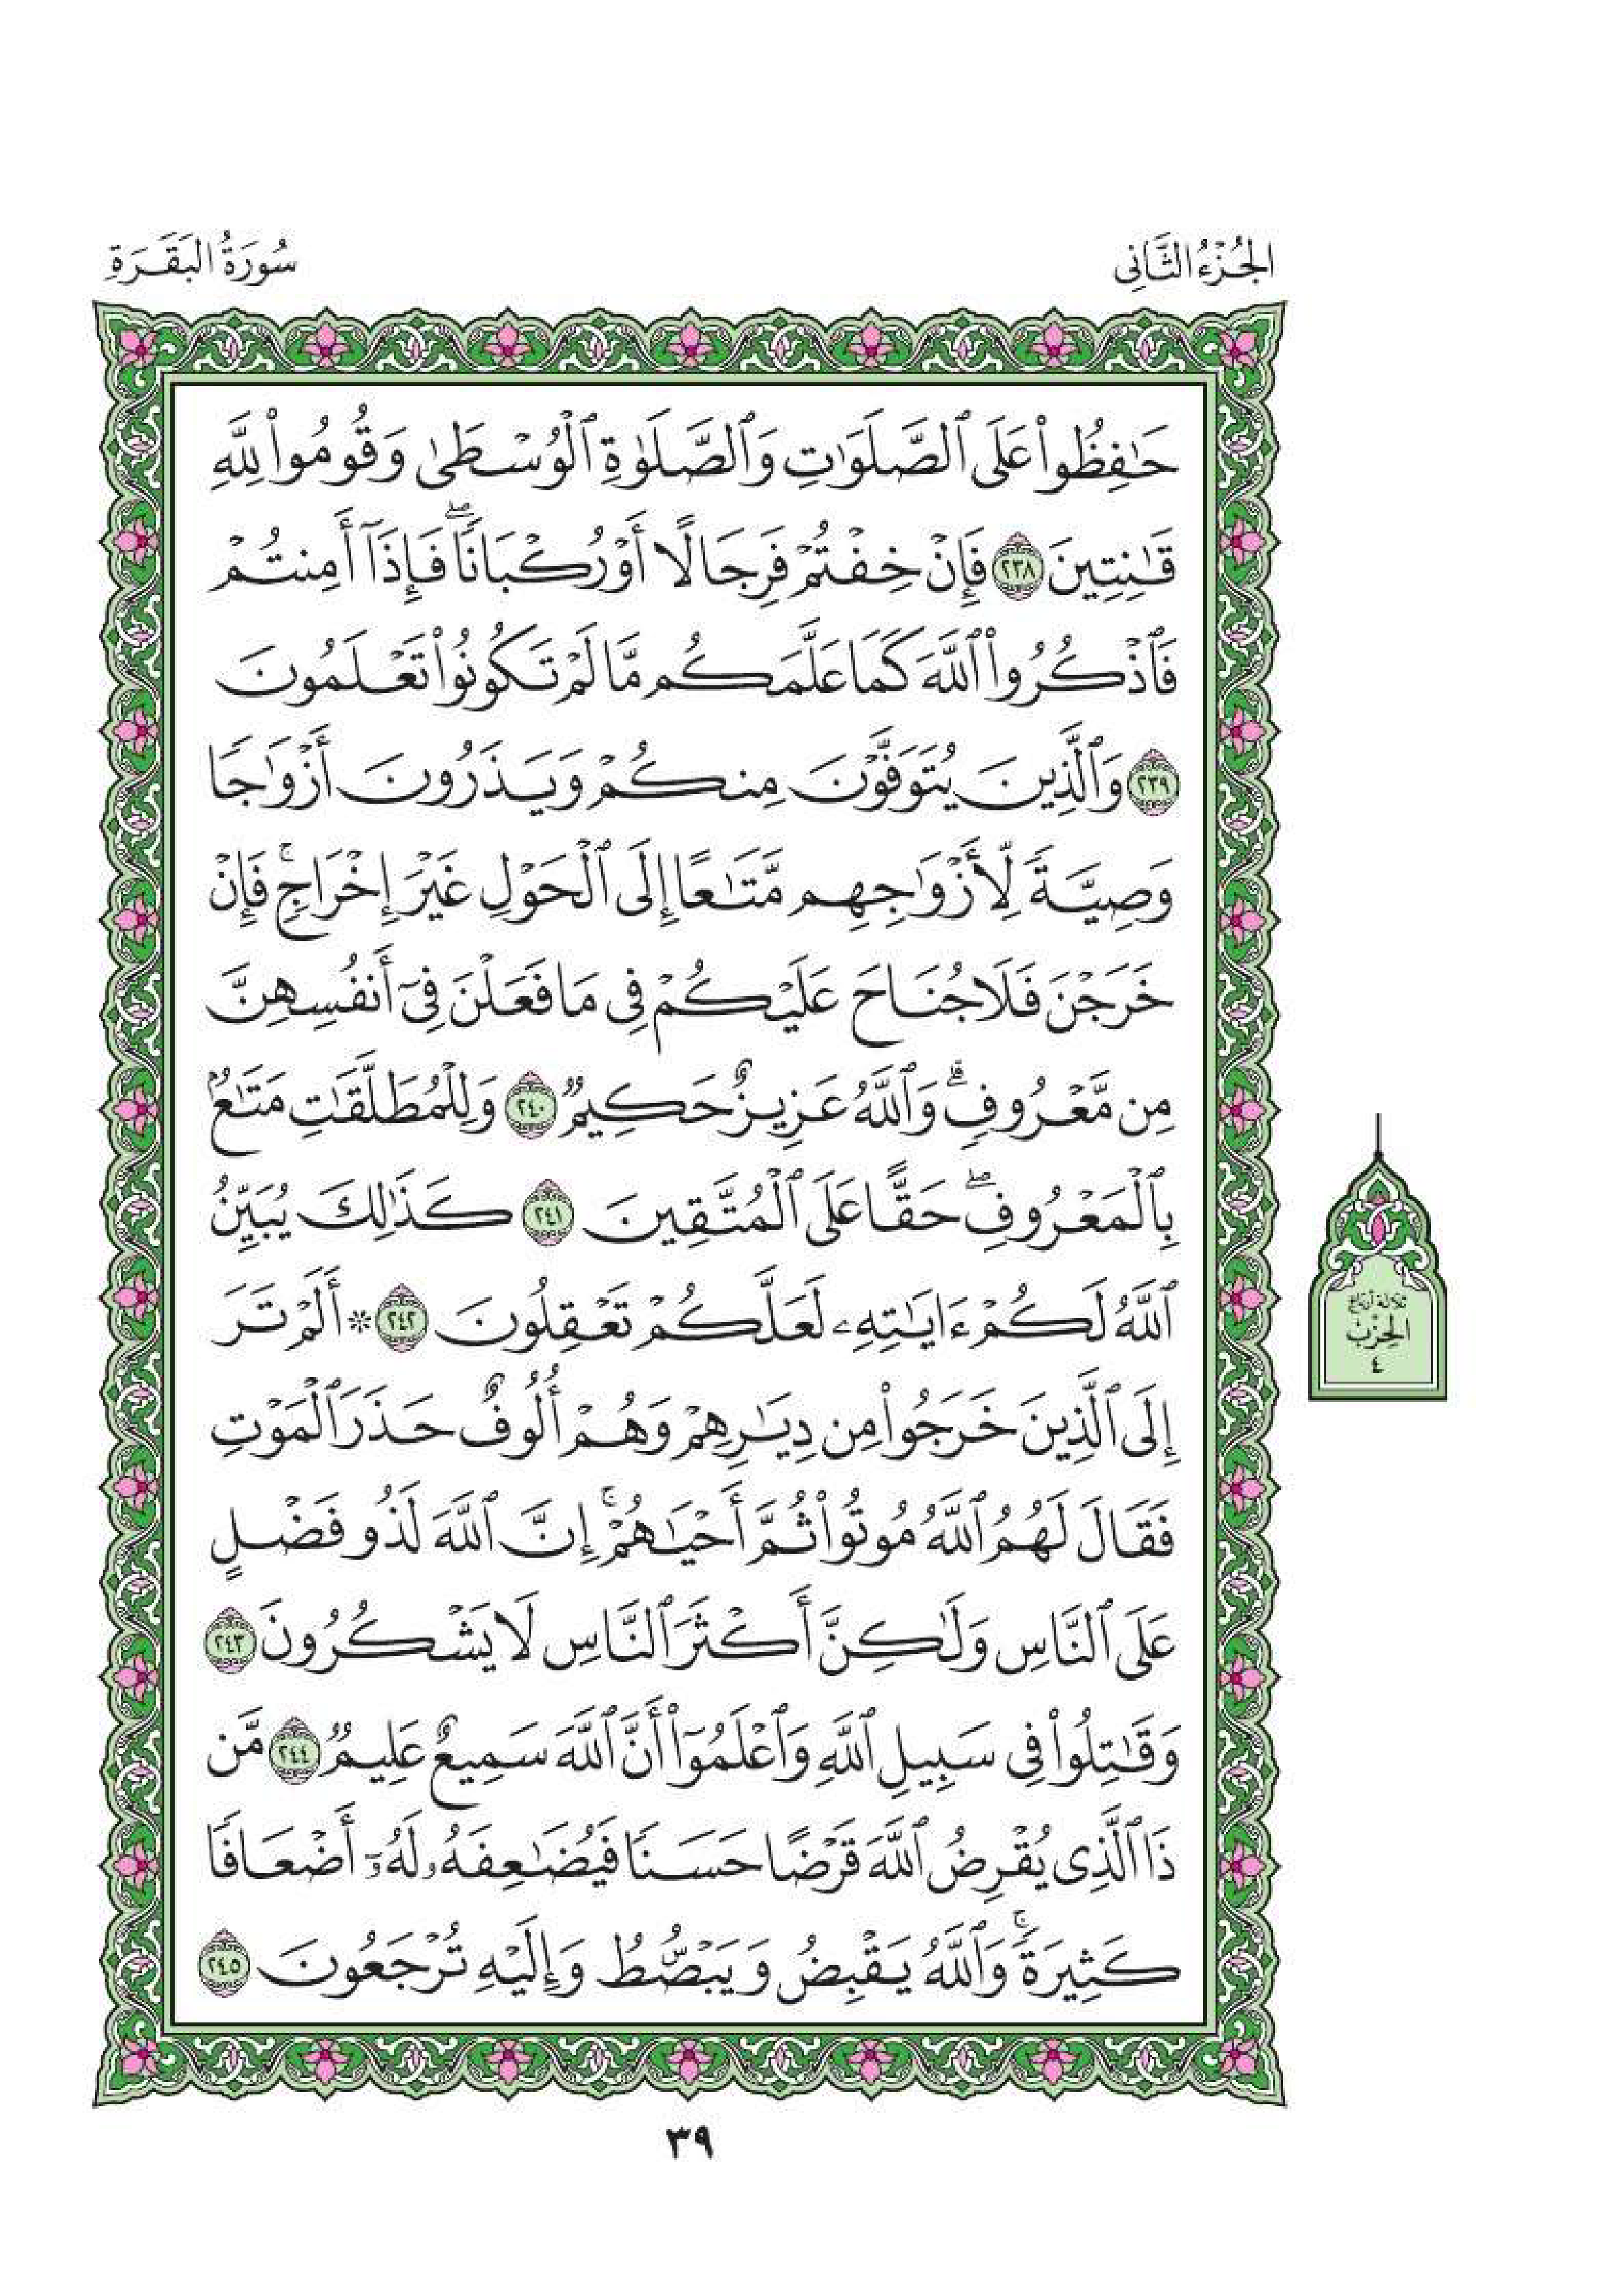 الجُزْءُ الثَّانِى
سُورَةُ البَقَرَةِ
حَٰفِظُوا۟ عَلَى ٱلصَّلَوَٰتِ وَٱلصَّلَوٰةِ ٱلْوُسْطَىٰ وَقُومُوا۟ لِلَّهِ
قَٰنِتِينَ ٢٣٨ فَإِنْ خِفْتُمْ فَرِجَالًا أَوْ رُكْبَانًا ۖ فَإِذَآ أَمِنتُمْ
فَٱذْكُرُوا۟ ٱللَّهَ كَمَا عَلَّمَكُم مَّا لَمْ تَكُونُوا۟ تَعْلَمُونَ
٢٣٩ وَٱلَّذِينَ يُتَوَفَّوْنَ مِنكُمْ وَيَذَرُونَ أَزْوَٰجًا
وَصِيَّةً لِّأَزْوَٰجِهِم مَّتَٰعًا إِلَى ٱلْحَوْلِ غَيْرَ إِخْرَاجٍ ۚ فَإِنْ
خَرَجْنَ فَلَا جُنَاحَ عَلَيْكُمْ فِى مَا فَعَلْنَ فِىٓ أَنفُسِهِنَّ
مِن مَّعْرُوفٍ ۗ وَٱللَّهُ عَزِيزٌ حَكِيمٌ ٢٤٠ وَلِلْمُطَلَّقَٰتِ مَتَٰعٌۢ
بِٱلْمَعْرُوفِ ۖ حَقًّا عَلَى ٱلْمُتَّقِينَ ٢٤١ كَذَٰلِكَ يُبَيِّنُ
ٱللَّهُ لَكُمْ ءَايَٰتِهِۦ لَعَلَّكُمْ تَعْقِلُونَ ٢٤٢ ۞ أَلَمْ تَرَ
إِلَى ٱلَّذِينَ خَرَجُوا۟ مِن دِيَٰرِهِمْ وَهُمْ أُلُوفٌ حَذَرَ ٱلْمَوْتِ
فَقَالَ لَهُمُ ٱللَّهُ مُوتُوا۟ ثُمَّ أَحْيَٰهُمْ ۚ إِنَّ ٱللَّهَ لَذُو فَضْلٍ
عَلَى ٱلنَّاسِ وَلَٰكِنَّ أَكْثَرَ ٱلنَّاسِ لَا يَشْكُرُونَ ٢٤٣
وَقَٰتِلُوا۟ فِى سَبِيلِ ٱللَّهِ وَٱعْلَمُوٓا۟ أَنَّ ٱللَّهَ سَمِيعٌ عَلِيمٌ ٢٤٤ مَّن
ذَا ٱلَّذِى يُقْرِضُ ٱللَّهَ قَرْضًا حَسَنًا فَيُضَٰعِفَهُۥ لَهُۥٓ أَضْعَافًا
كَثِيرَةً ۚ وَٱللَّهُ يَقْبِضُ وَيَبْصُۜطُ وَإِلَيْهِ تُرْجَعُونَ ٢٤٥
ثلاثة أرباع
الحِزْب
٤
٣٩